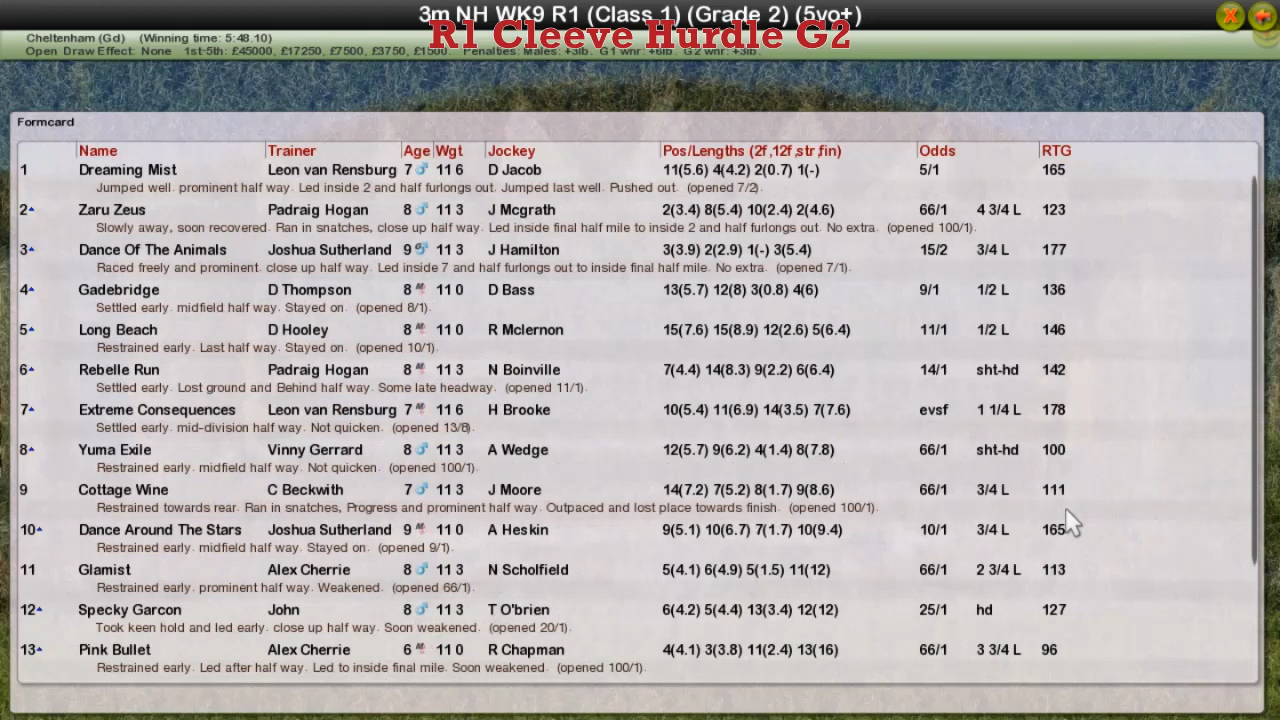 3m NH WK9 R1 (Class 1) (Grade 2) (5vo+)
R1 Cleeve Hurdle G2
Cheltenham (Gd) (Winning time: 5:48.10)
Open Draw Effect: None 1st-5th: £45000, £17250, £7500, £3750, £1500. Penalties: Males: +3lb. G1 wnr: +6lb. G2 wnr: +3lb.
Formcard
Name Trainer Age Wgt Jockey Pos/Lengths (2f,12f,str,fin) Odds RTG
1 Dreaming Mist Leon van Rensburg 7 11 6 D Jacob 11(5.6) 4(4.2) 2(0.7) 1(-) 5/1 165
Jumped well. prominent half way. Led inside 2 and half furlongs out. Jumped last well. Pushed out. (opened 7/2).
2 Zaru Zeus Padraig Hogan 8 11 3 J Mcgrath 2(3.4) 8(5.4) 10(2.4) 2(4.6) 66/1 4 3/4 L 123
Slowly away, soon recovered. Ran in snatches, close up half way. Led inside final half mile to inside 2 and half furlongs out. No extra. (opened 100/1).
3 Dance Of The Animals Joshua Sutherland 9 11 3 J Hamilton 3(3.9) 2(2.9) 1(-) 3(5.4) 15/2 3/4 L 177
Raced freely and prominent. close up half way. Led inside 7 and half furlongs out to inside final half mile. No extra. (opened 7/1).
4 Gadebridge D Thompson 8 11 0 D Bass 13(5.7) 12(8) 3(0.8) 4(6) 9/1 1/2 L 136
Settled early. midfield half way. Stayed on. (opened 8/1).
5 Long Beach D Hooley 8 11 0 R Mclernon 15(7.6) 15(8.9) 12(2.6) 5(6.4) 11/1 1/2 L 146
Restrained early. Last half way. Stayed on. (opened 10/1).
6 Rebelle Run Padraig Hogan 8 11 3 N Boinville 7(4.4) 14(8.3) 9(2.2) 6(6.4) 14/1 sht-hd 142
Settled early. Lost ground and Behind half way. Some late headway. (opened 11/1).
7 Extreme Consequences Leon van Rensburg 7 11 6 H Brooke 10(5.4) 11(6.9) 14(3.5) 7(7.6) evsf 1 1/4 L 178
Settled early. mid-division half way. Not quicken. (opened 13/8).
8 Yuma Exile Vinny Gerrard 8 11 3 A Wedge 12(5.7) 9(6.2) 4(1.4) 8(7.8) 66/1 sht-hd 100
Restrained early. midfield half way. Not quicken. (opened 100/1).
9 Cottage Wine C Beckwith 7 11 3 J Moore 14(7.2) 7(5.2) 8(1.7) 9(8.6) 66/1 3/4 L 111
Restrained towards rear. Ran in snatches, Progress and prominent half way. Outpaced and lost place towards finish. (opened 100/1).
10 Dance Around The Stars Joshua Sutherland 9 11 0 A Heskin 9(5.1) 10(6.7) 7(1.7) 10(9.4) 10/1 3/4 L 165
Restrained early. midfield half way. Stayed on. (opened 9/1).
11 Glamist Alex Cherrie 8 11 3 N Scholfield 5(4.1) 6(4.9) 5(1.5) 11(12) 66/1 2 3/4 L 113
Restrained early. prominent half way. Weakened. (opened 66/1).
12 Specky Garcon John 8 11 3 T O'brien 6(4.2) 5(4.4) 13(3.4) 12(12) 25/1 hd 127
Took keen hold and led early. close up half way. Soon weakened. (opened 20/1).
13 Pink Bullet Alex Cherrie 6 11 0 R Chapman 4(4.1) 3(3.8) 11(2.4) 13(16) 66/1 3 3/4 L 96
Restrained early. Led after half way. Led to inside final mile. Soon weakened. (opened 100/1).